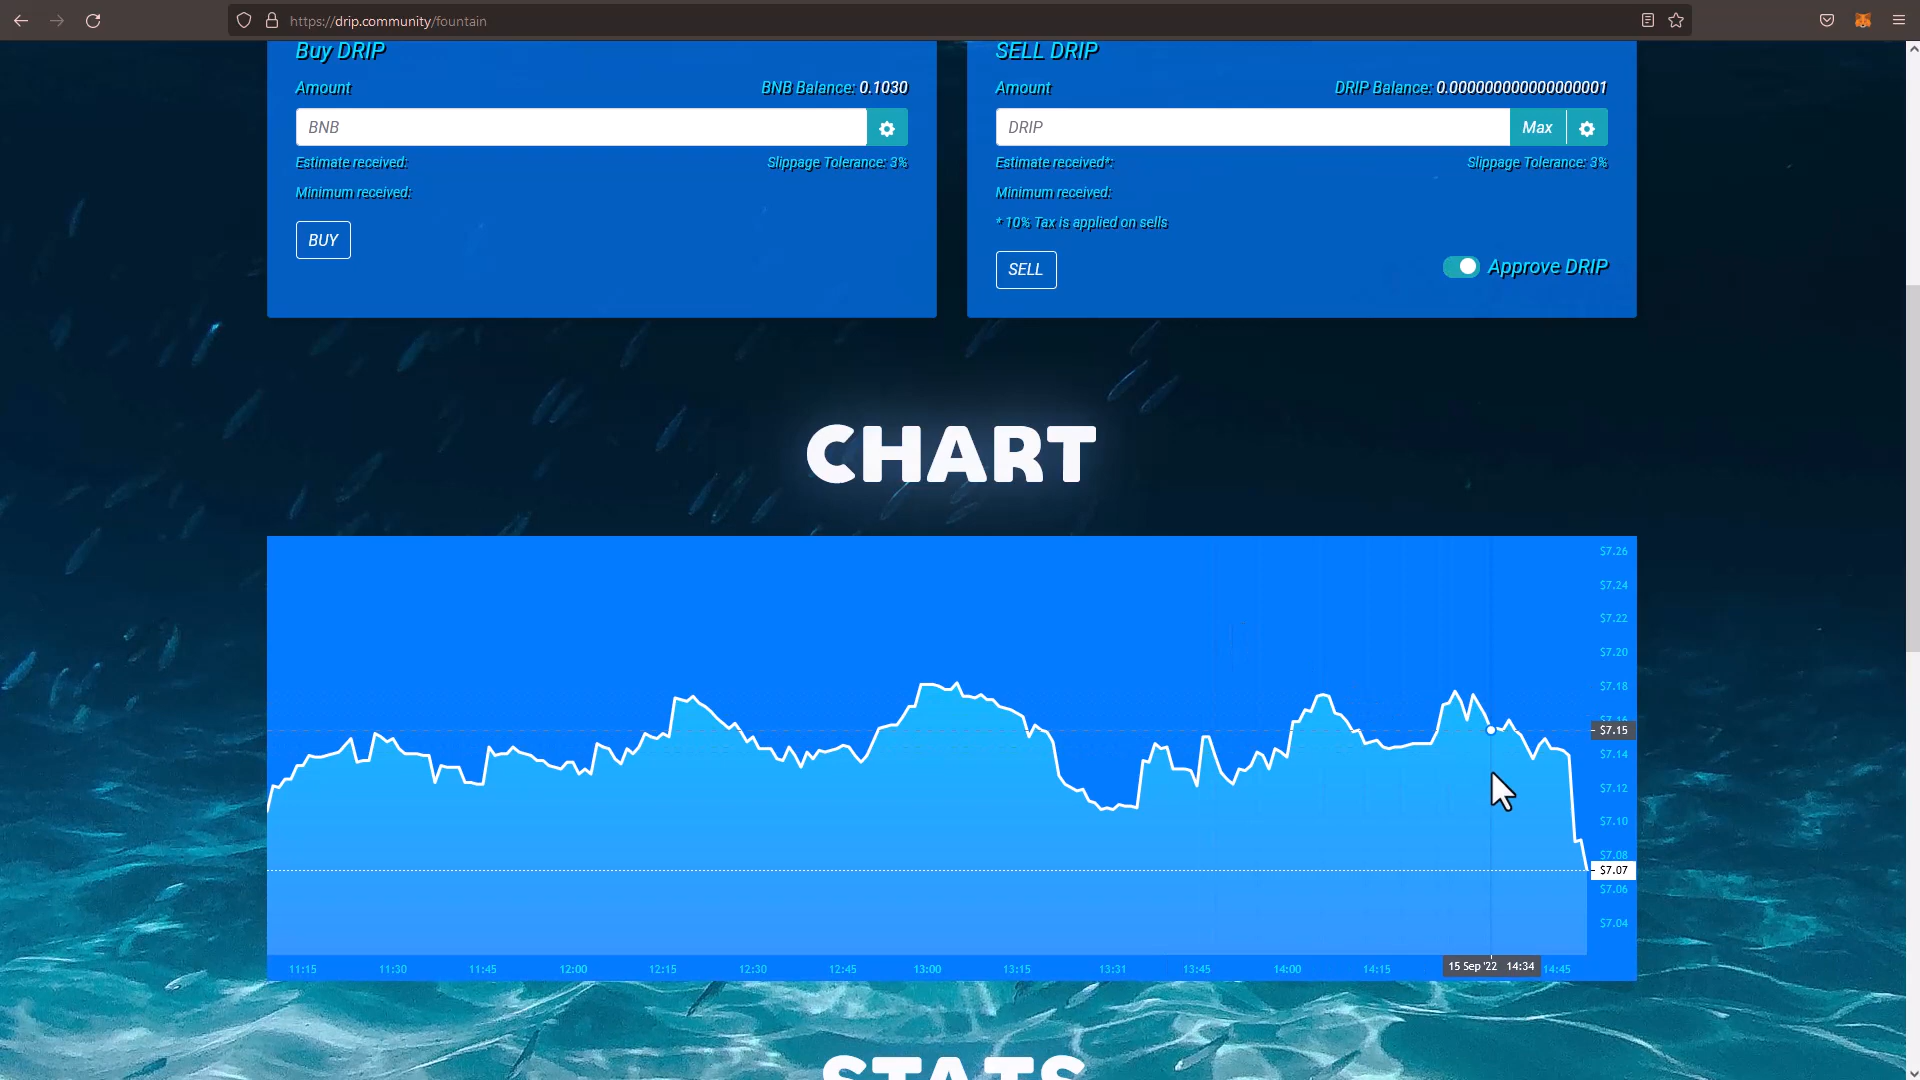 https://drip.community/fountain
Buy DRIP
Amount
BNB Balance: 0.1030
BNB
Estimate received:
Slippage Tolerance: 3%
Minimum received:
BUY
SELL DRIP
Amount
DRIP Balance: 0.000000000000000001
DRIP
Max
Estimate received*:
Slippage Tolerance: 3%
Minimum received:
* 10% Tax is applied on sells
SELL
Approve DRIP
CHART
$7.26
$7.24
$7.22
$7.20
$7.18
$7.16
$7.15
$7.14
$7.12
$7.10
$7.08
$7.07
$7.06
$7.04
11:15 11:30 11:45 12:00 12:15 12:30 12:45 13:00 13:15 13:31 13:45 14:00 14:15 15 Sep '22 14:34 14:45
STATS